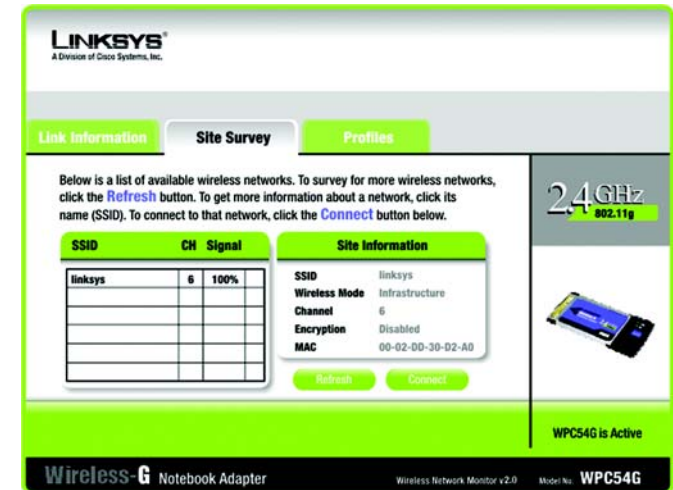 LINKSYS®
A Division of Cisco Systems, Inc.
Link Information
Site Survey
Profiles
Below is a list of available wireless networks. To survey for more wireless networks,
click the Refresh button. To get more information about a network, click its
name (SSID). To connect to that network, click the Connect button below.
2.4GHz
802.11g
SSID CH Signal
linksys 6 100%
Site Information
SSID linksys
Wireless Mode Infrastructure
Channel 6
Encryption Disabled
MAC 00-02-DD-30-D2-A0
Refresh Connect
WPC54G is Active
Wireless-G Notebook Adapter
Wireless Network Monitor v2.0
Model No. WPC54G